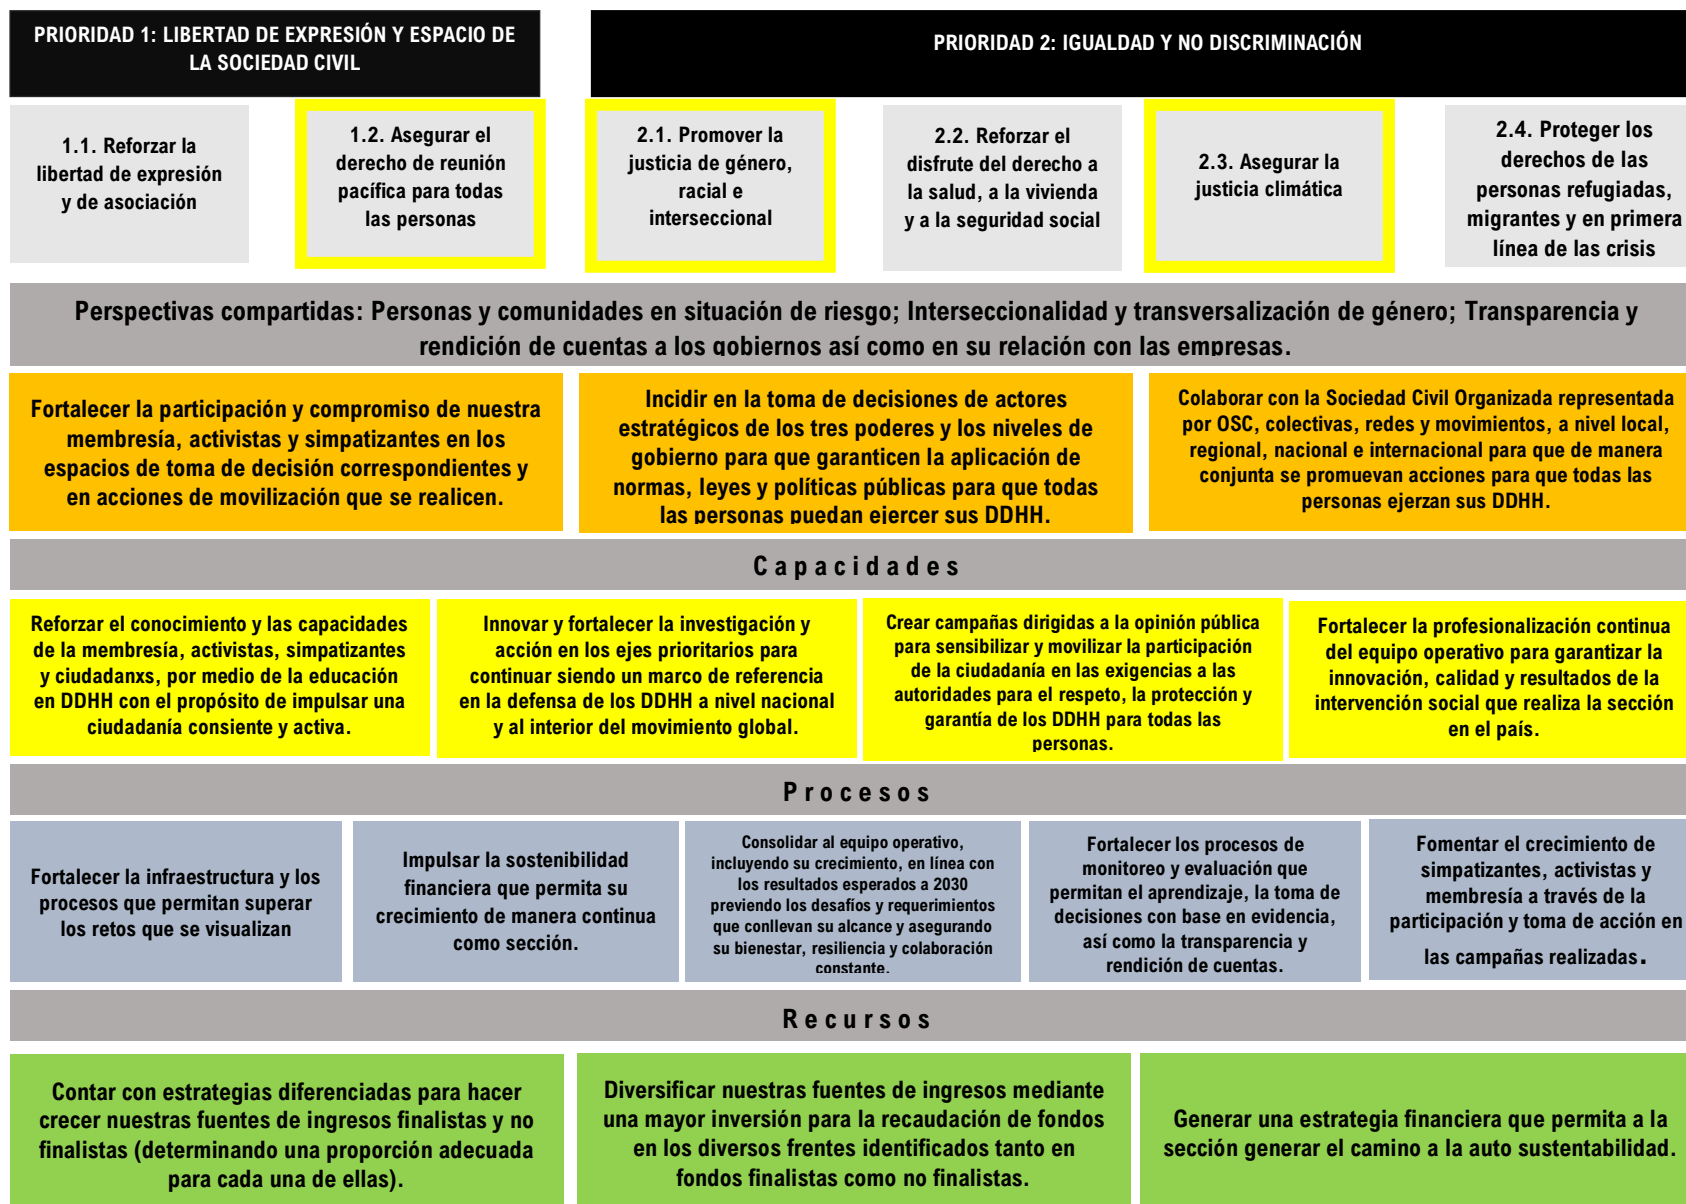 PRIORIDAD 1: LIBERTAD DE EXPRESIÓN Y ESPACIO DE
LA SOCIEDAD CIVIL
PRIORIDAD 2: IGUALDAD Y NO DISCRIMINACIÓN
1.1. Reforzar la
libertad de expresión
y de asociación
1.2. Asegurar el
derecho de reunión
pacífica para todas
las personas
2.1. Promover la
justicia de género,
racial e
interseccional
2.2. Reforzar el
disfrute del derecho a
la salud, a la vivienda
y a la seguridad social
2.3. Asegurar la
justicia climática
2.4. Proteger los
derechos de las
personas refugiadas,
migrantes y en primera
línea de las crisis
Perspectivas compartidas: Personas y comunidades en situación de riesgo; Interseccionalidad y transversalización de género; Transparencia y
rendición de cuentas a los gobiernos así como en su relación con las empresas.
Fortalecer la participación y compromiso de nuestra
membresía, activistas y simpatizantes en los
espacios de toma de decisión correspondientes y
en acciones de movilización que se realicen.
Incidir en la toma de decisiones de actores
estratégicos de los tres poderes y los niveles de
gobierno para que garanticen la aplicación de
normas, leyes y políticas públicas para que todas
las personas puedan ejercer sus DDHH.
Colaborar con la Sociedad Civil Organizada representada
por OSC, colectivas, redes y movimientos, a nivel local,
regional, nacional e internacional para que de manera
conjunta se promuevan acciones para que todas las
personas ejerzan sus DDHH.
Capacidades
Reforzar el conocimiento y las capacidades
de la membresía, activistas, simpatizantes
y ciudadanxs, por medio de la educación
en DDHH con el propósito de impulsar una
ciudadanía consiente y activa.
Innovar y fortalecer la investigación y
acción en los ejes prioritarios para
continuar siendo un marco de referencia
en la defensa de los DDHH a nivel nacional
y al interior del movimiento global.
Crear campañas dirigidas a la opinión pública
para sensibilizar y movilizar la participación
de la ciudadanía en las exigencias a las
autoridades para el respeto, la protección y
garantía de los DDHH para todas las
personas.
Fortalecer la profesionalización continua
del equipo operativo para garantizar la
innovación, calidad y resultados de la
intervención social que realiza la sección
en el país.
Procesos
Fortalecer la infraestructura y los
procesos que permitan superar
los retos que se visualizan
Impulsar la sostenibilidad
financiera que permita su
crecimiento de manera continua
como sección.
Consolidar al equipo operativo,
incluyendo su crecimiento, en línea con
los resultados esperados a 2030
previendo los desafíos y requerimientos
que conllevan su alcance y asegurando
su bienestar, resiliencia y colaboración
constante.
Fortalecer los procesos de
monitoreo y evaluación que
permitan el aprendizaje, la toma de
decisiones con base en evidencia,
así como la transparencia y
rendición de cuentas.
Fomentar el crecimiento de
simpatizantes, activistas y
membresía a través de la
participación y toma de acción en
las campañas realizadas.
Recursos
Contar con estrategias diferenciadas para hacer
crecer nuestras fuentes de ingresos finalistas y no
finalistas (determinando una proporción adecuada
para cada una de ellas).
Diversificar nuestras fuentes de ingresos mediante
una mayor inversión para la recaudación de fondos
en los diversos frentes identificados tanto en
fondos finalistas como no finalistas.
Generar una estrategia financiera que permita a la
sección generar el camino a la auto sustentabilidad.